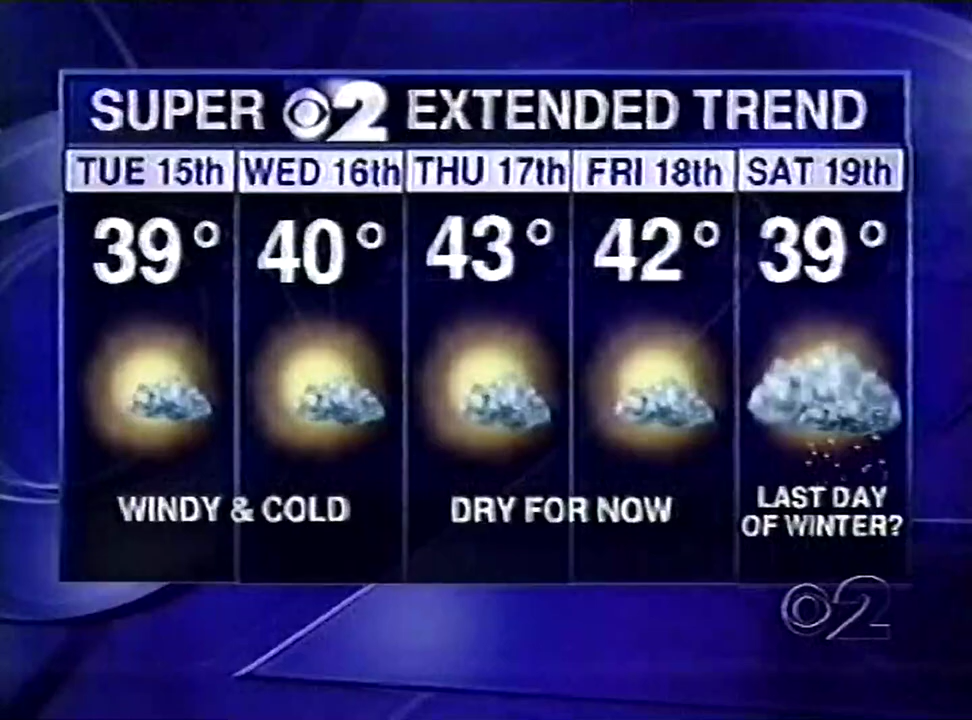 SUPER 2 EXTENDED TREND
TUE 15th WED 16th THU 17th FRI 18th SAT 19th
39° 40° 43° 42° 39°
WINDY & COLD DRY FOR NOW LAST DAY
OF WINTER?
2